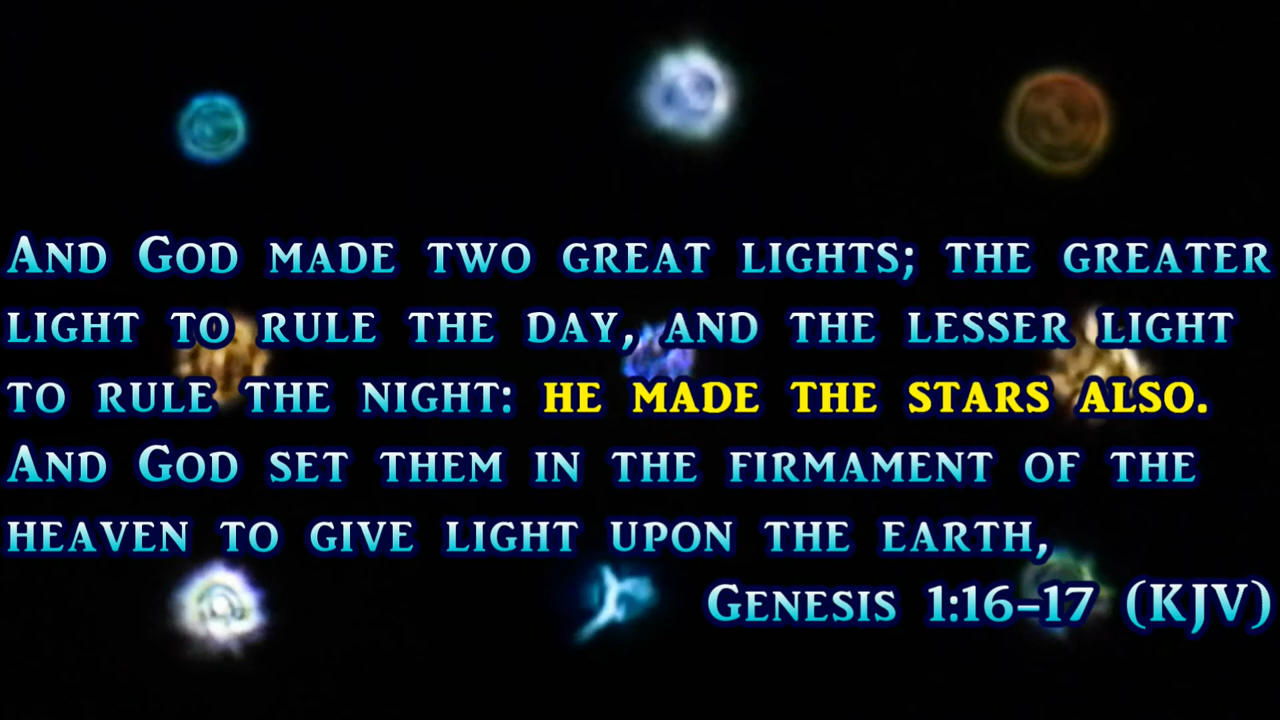 And God made two great lights; the greater
light to rule the day, and the lesser light
to rule the night: he made the stars also.
And God set them in the firmament of the
heaven to give light upon the earth,
Genesis 1:16–17 (KJV)